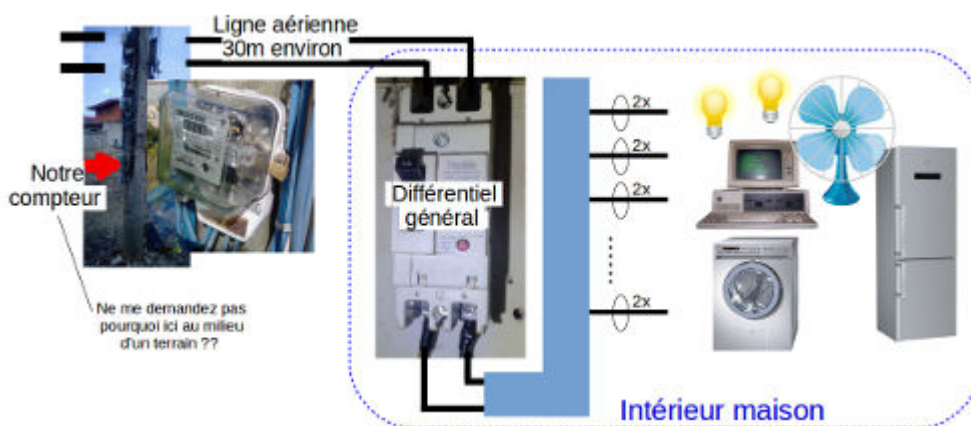 Ligne aérienne
30m environ
Notre
compteur
Différentiel
général
2x
2x
2x
2x
Ne me demandez pas
pourquoi ici au milieu
d'un terrain ??
Intérieur maison